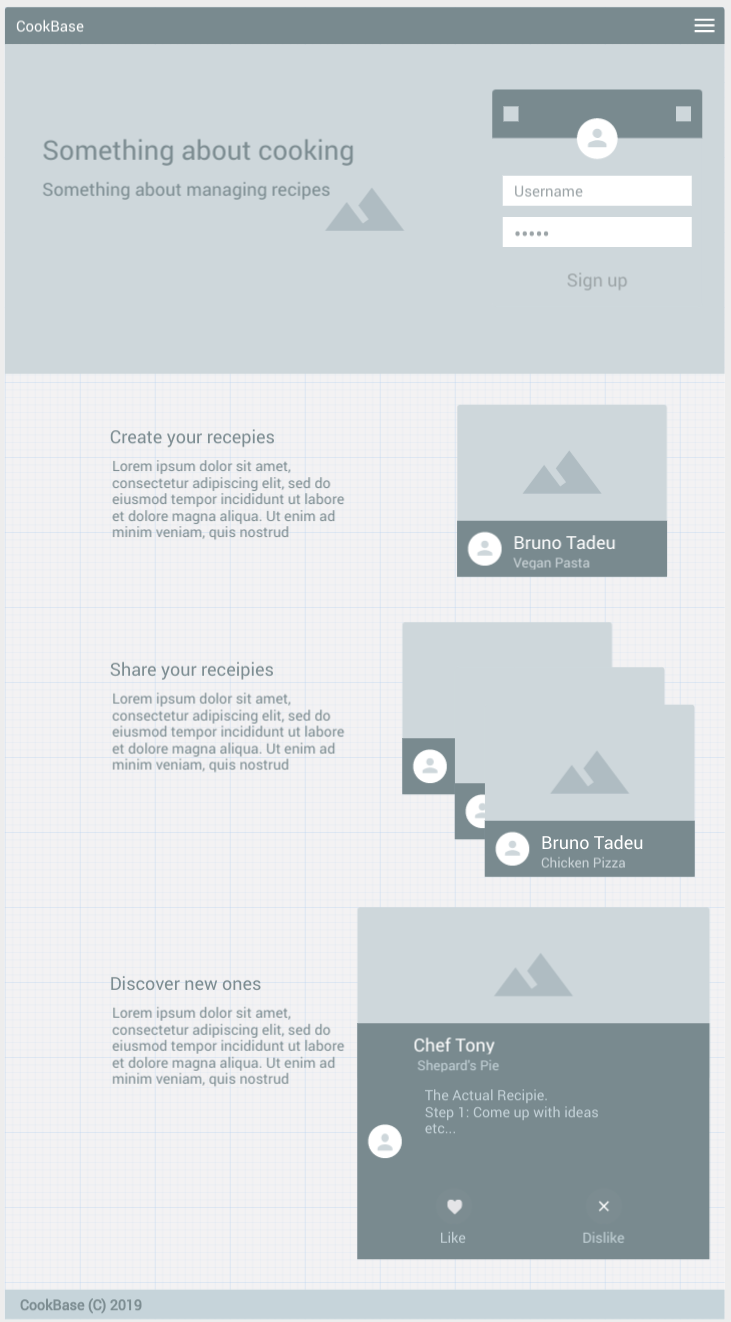 CookBase
Something about cooking
Something about managing recipes
Username
•••••
Sign up
Create your recepies
Lorem ipsum dolor sit amet,
consectetur adipiscing elit, sed do
eiusmod tempor incididunt ut labore
et dolore magna aliqua. Ut enim ad
minim veniam, quis nostrud
Bruno Tadeu
Vegan Pasta
Share your receipies
Lorem ipsum dolor sit amet,
consectetur adipiscing elit, sed do
eiusmod tempor incididunt ut labore
et dolore magna aliqua. Ut enim ad
minim veniam, quis nostrud
Bruno Tadeu
Chicken Pizza
Discover new ones
Lorem ipsum dolor sit amet,
consectetur adipiscing elit, sed do
eiusmod tempor incididunt ut labore
et dolore magna aliqua. Ut enim ad
minim veniam, quis nostrud
Chef Tony
Shepard's Pie
The Actual Recipie.
Step 1: Come up with ideas
etc...
Like
Dislike
CookBase (C) 2019